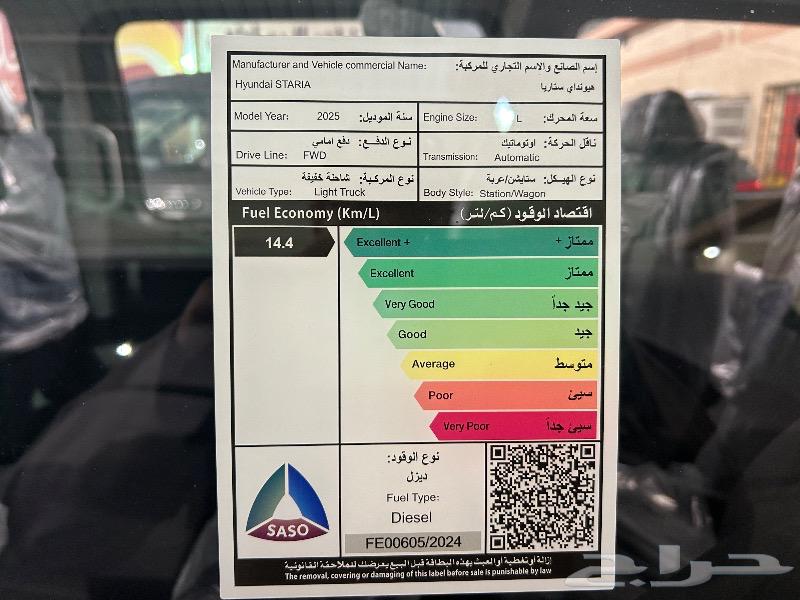 Manufacturer and Vehicle commercial Name: إسم الصانع والاسم التجاري للمركبة:
Hyundai STARIA هيونداي ستاريا
Model Year: 2025 سنة الموديل:
Engine Size: L سعة المحرك:
نوع الدفع: دفع امامي
Drive Line: FWD
ناقل الحركة: اوتوماتيك
Transmission: Automatic
نوع المركبة: شاحنة خفيفة
Vehicle Type: Light Truck
نوع الهيكل: ستايشن/عربة
Body Style: Station/Wagon
Fuel Economy (Km/L) اقتصاد الوقود (كم/لتر)
14.4
Excellent + ممتاز +
Excellent ممتاز
Very Good جيد جداً
Good جيد
Average متوسط
Poor سيئ
Very Poor سيئ جداً
نوع الوقود:
ديزل
Fuel Type:
Diesel
FE00605/2024
SASO
إزالة أو تغطية أو العبث بهذه البطاقة قبل البيع يعرضك للملاحقة القانونية
The removal, covering or damaging of this label before sale is punishable by law
حراج